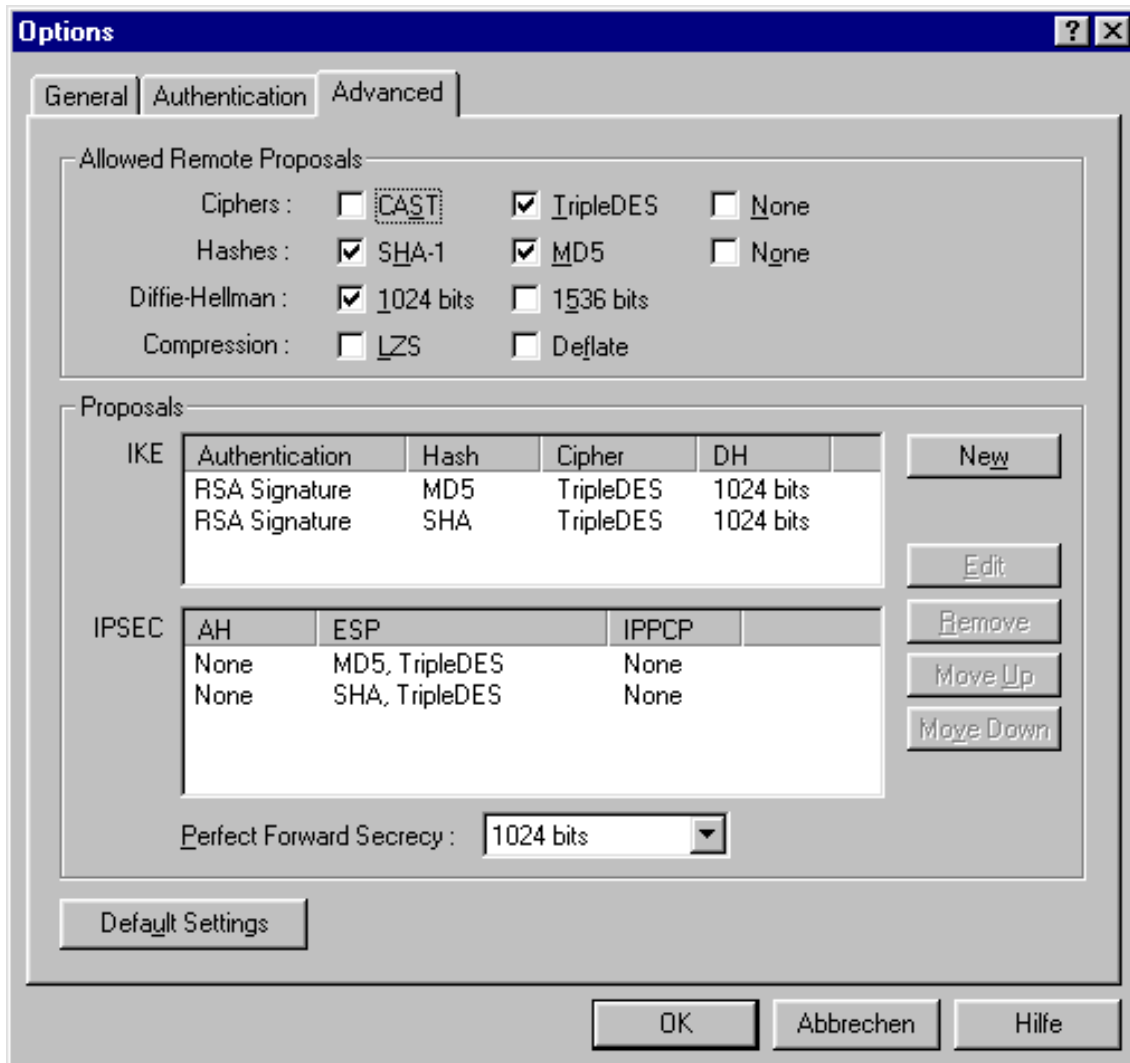 Options
General Authentication Advanced
Allowed Remote Proposals
Ciphers : CAST TripleDES None
Hashes : SHA-1 MD5 None
Diffie-Hellman : 1024 bits 1536 bits
Compression : LZS Deflate
Proposals
IKE Authentication Hash Cipher DH New
RSA Signature MD5 TripleDES 1024 bits
RSA Signature SHA TripleDES 1024 bits
Edit
IPSEC AH ESP IPPCP Remove
None MD5, TripleDES None
Move Up
None SHA, TripleDES None
Move Down
Perfect Forward Secrecy : 1024 bits
Default Settings
OK Abbrechen Hilfe